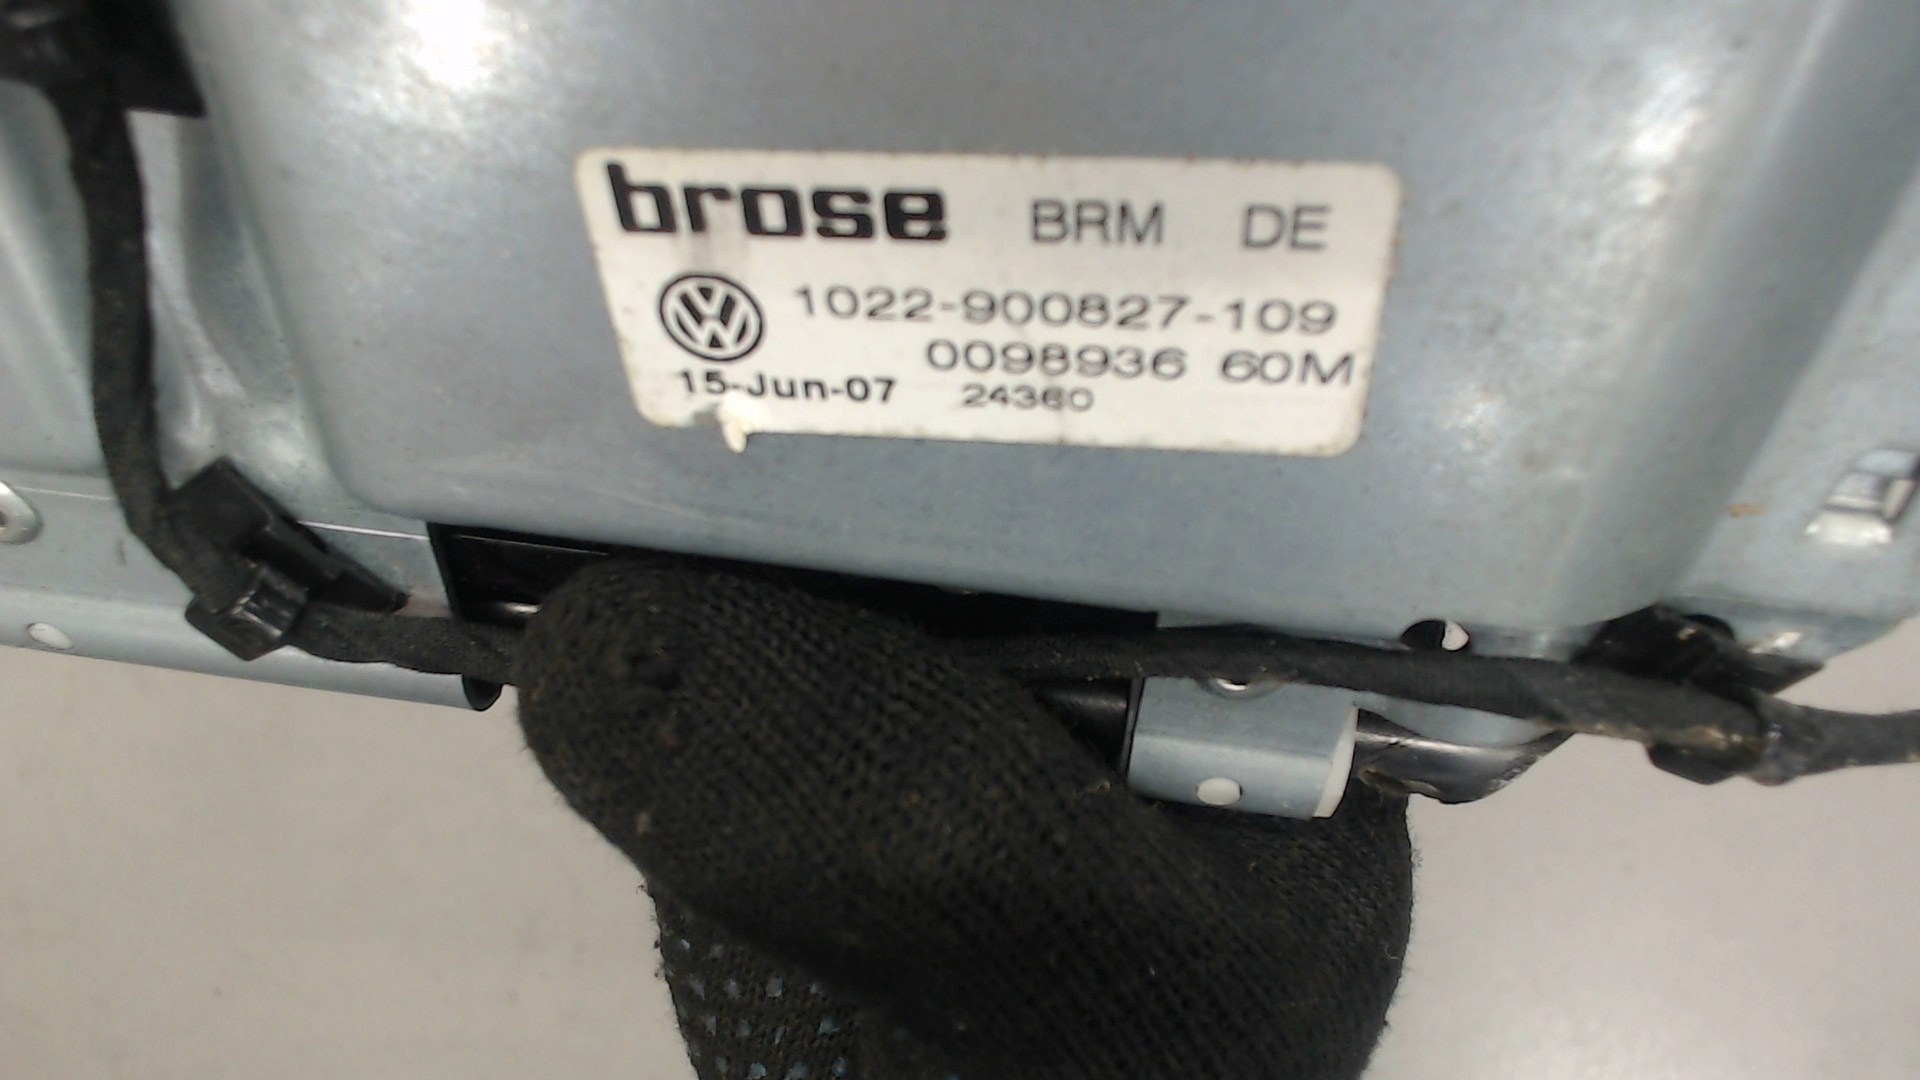 brose BRM DE
1022-900827-109
0098936 60M
15-Jun-07 24360